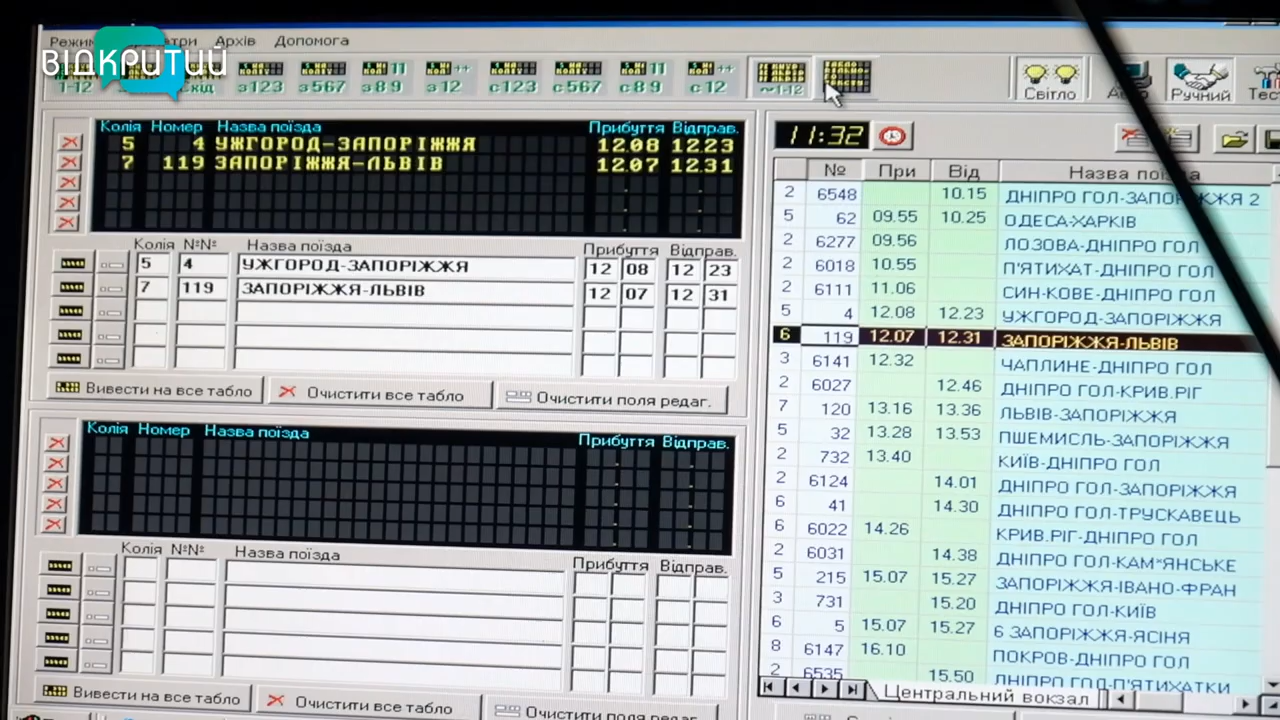 Режим Параметри Архів Допомога
ВІДКРИТИЙ
1-12 Схід з123 з567 з89 з12 с123 с567 с89 с12 ~1-12 Світло Ручний
Колія Номер Назва поїзда Прибуття Відправ.
5 4 УЖГОРОД-ЗАПОРІЖЖЯ 12.08 12.23
7 119 ЗАПОРІЖЖЯ-ЛЬВІВ 12.07 12.31
Колія №№ Назва поїзда Прибуття Відправ.
5 4 УЖГОРОД-ЗАПОРІЖЖЯ 12 08 12 23
7 119 ЗАПОРІЖЖЯ-ЛЬВІВ 12 07 12 31
Вивести на все табло Очистити все табло Очистити поля редаг.
Колія Номер Назва поїзда Прибуття Відправ.
Колія №№ Назва поїзда Прибуття Відправ.
Вивести на все табло Очистити все табло Очистити поля редаг.
11:32
№ При Від Назва поїзда
2 6548 10.15 ДНІПРО ГОЛ-ЗАПОРІЖЖЯ 2
5 62 09.55 10.25 ОДЕСА-ХАРКІВ
2 6277 09.56 ЛОЗОВА-ДНІПРО ГОЛ
2 6018 10.55 П'ЯТИХАТ-ДНІПРО ГОЛ
2 6111 11.06 СИН-КОВЕ-ДНІПРО ГОЛ
5 4 12.08 12.23 УЖГОРОД-ЗАПОРІЖЖЯ
6 119 12.07 12.31 ЗАПОРІЖЖЯ-ЛЬВІВ
3 6141 12.32 ЧАПЛИНЕ-ДНІПРО ГОЛ
2 6027 12.46 ДНІПРО ГОЛ-КРИВ.РІГ
7 120 13.16 13.36 ЛЬВІВ-ЗАПОРІЖЖЯ
5 32 13.28 13.53 ПШЕМИСЛЬ-ЗАПОРІЖЖЯ
2 732 13.40 КИЇВ-ДНІПРО ГОЛ
2 6124 14.01 ДНІПРО ГОЛ-ЗАПОРІЖЖЯ
6 41 14.30 ДНІПРО ГОЛ-ТРУСКАВЕЦЬ
6 6022 14.26 КРИВ.РІГ-ДНІПРО ГОЛ
2 6031 14.38 ДНІПРО ГОЛ-КАМ*ЯНСЬКЕ
5 215 15.07 15.27 ЗАПОРІЖЖЯ-ІВАНО-ФРАН
3 731 15.20 ДНІПРО ГОЛ-КИЇВ
6 5 15.07 15.27 6 ЗАПОРІЖЖЯ-ЯСІНЯ
8 6147 16.10 ПОКРОВ-ДНІПРО ГОЛ
2 6535 15.50 ДНІПРО ГОЛ-П'ЯТИХАТКИ
Центральний вокзал